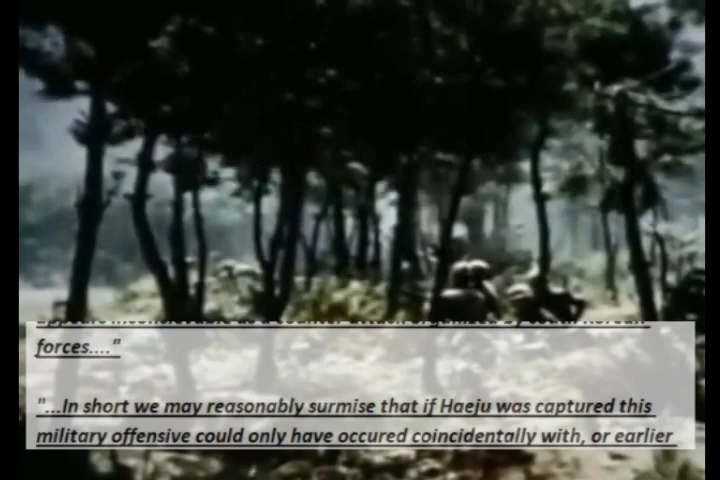 forces...."
"...In short we may reasonably surmise that if Haeju was captured this
military offensive could only have occured coincidentally with, or earlier